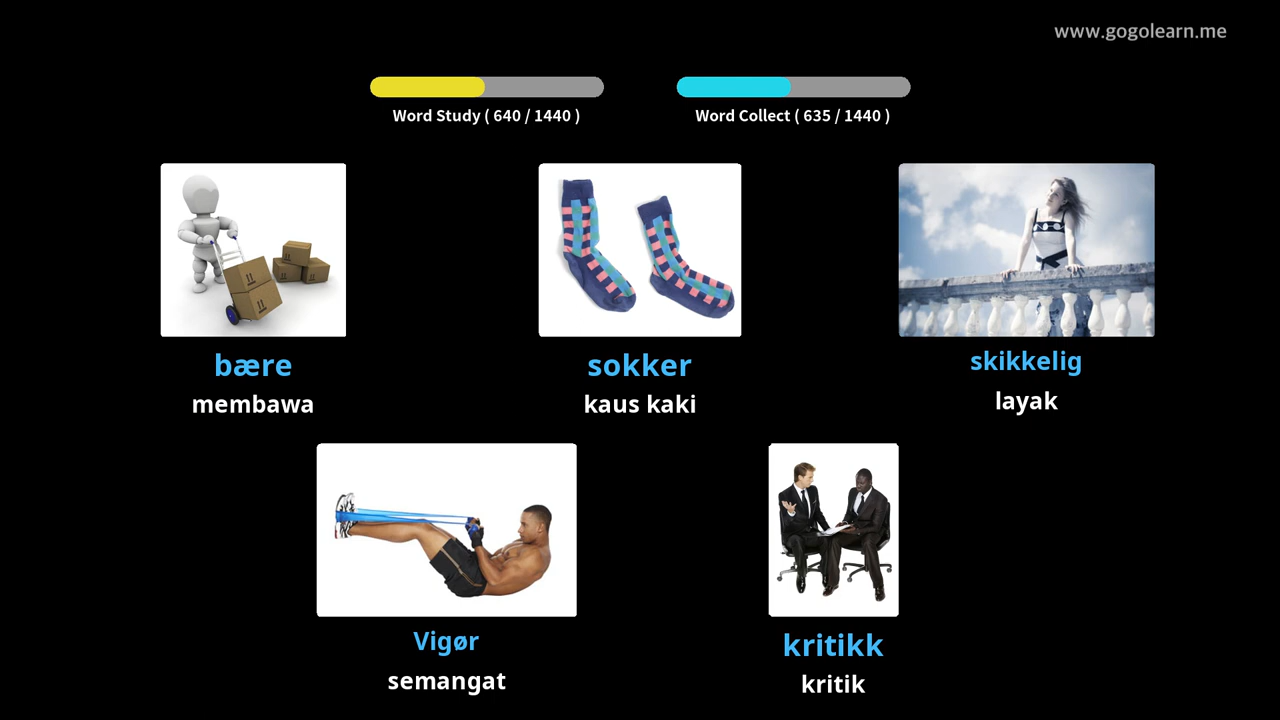 www.gogolearn.me
Word Study ( 640 / 1440 )
Word Collect ( 635 / 1440 )
bære
membawa
sokker
kaus kaki
skikkelig
layak
Vigør
semangat
kritikk
kritik